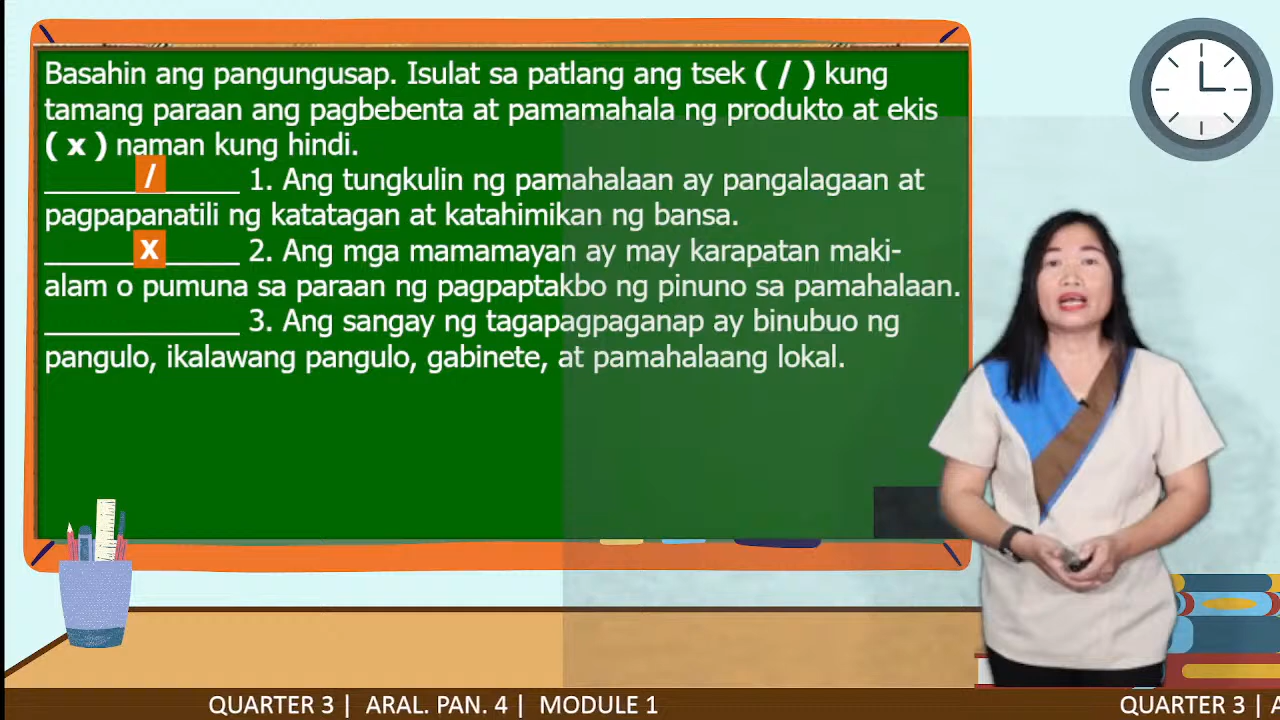 Basahin ang pangungusap. Isulat sa patlang ang tsek ( / ) kung
tamang paraan ang pagbebenta at pamamahala ng produkto at ekis
( x ) naman kung hindi.
/ 1. Ang tungkulin ng pamahalaan ay pangalagaan at
pagpapanatili ng katatagan at katahimikan ng bansa.
x 2. Ang mga mamamayan ay may karapatan maki-
alam o pumuna sa paraan ng pagpaptakbo ng pinuno sa pamahalaan.
3. Ang sangay ng tagapagpaganap ay binubuo ng
pangulo, ikalawang pangulo, gabinete, at pamahalaang lokal.
QUARTER 3 | ARAL. PAN. 4 | MODULE 1
QUARTER 3 | A